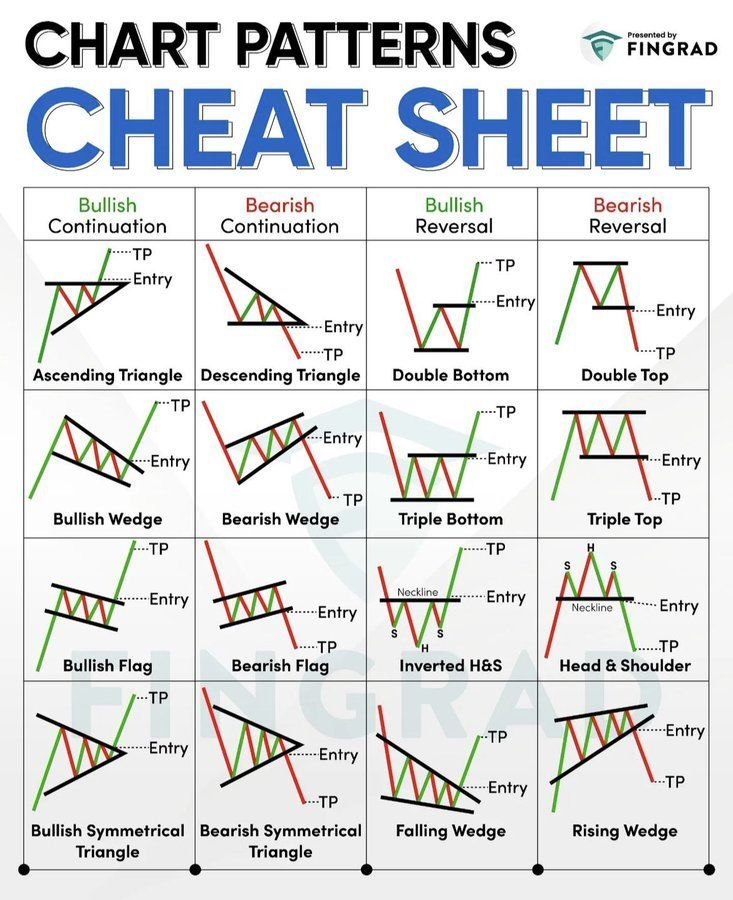 CHART PATTERNS
Presented by
FINGRAD
CHEAT SHEET
Bullish
Continuation
Bearish
Continuation
Bullish
Reversal
Bearish
Reversal
TP
Entry
Ascending Triangle
Entry
TP
Descending Triangle
TP
Entry
Double Bottom
Entry
TP
Double Top
TP
Entry
Bullish Wedge
Entry
TP
Bearish Wedge
TP
Entry
Triple Bottom
Entry
TP
Triple Top
TP
Entry
Bullish Flag
Entry
TP
Bearish Flag
TP
Neckline
Entry
S
S
H
Inverted H&S
H
S
S
Neckline
Entry
TP
Head & Shoulder
FINGRAD
TP
Entry
Bullish Symmetrical
Triangle
Entry
TP
Bearish Symmetrical
Triangle
TP
Entry
Falling Wedge
Entry
TP
Rising Wedge